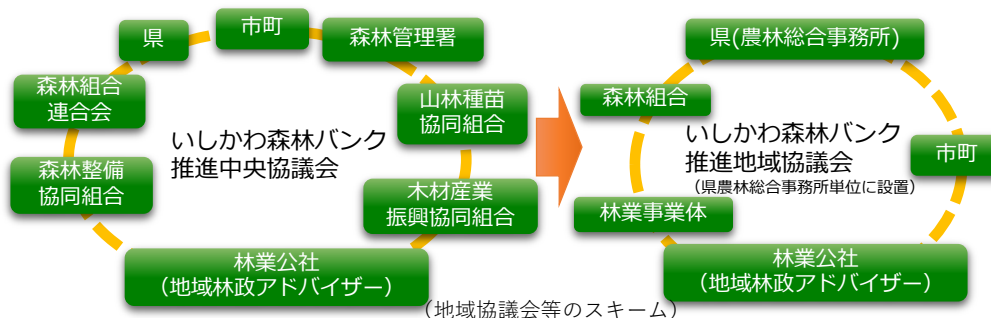 市町
県
森林管理署
森林組合
連合会
山林種苗
協同組合
いしかわ森林バンク
推進中央協議会
森林整備
協同組合
木材産業
振興協同組合
林業公社
（地域林政アドバイザー）
県(農林総合事務所)
森林組合
いしかわ森林バンク
推進地域協議会
（県農林総合事務所単位に設置）
市町
林業事業体
林業公社
（地域林政アドバイザー）
（地域協議会等のスキーム）